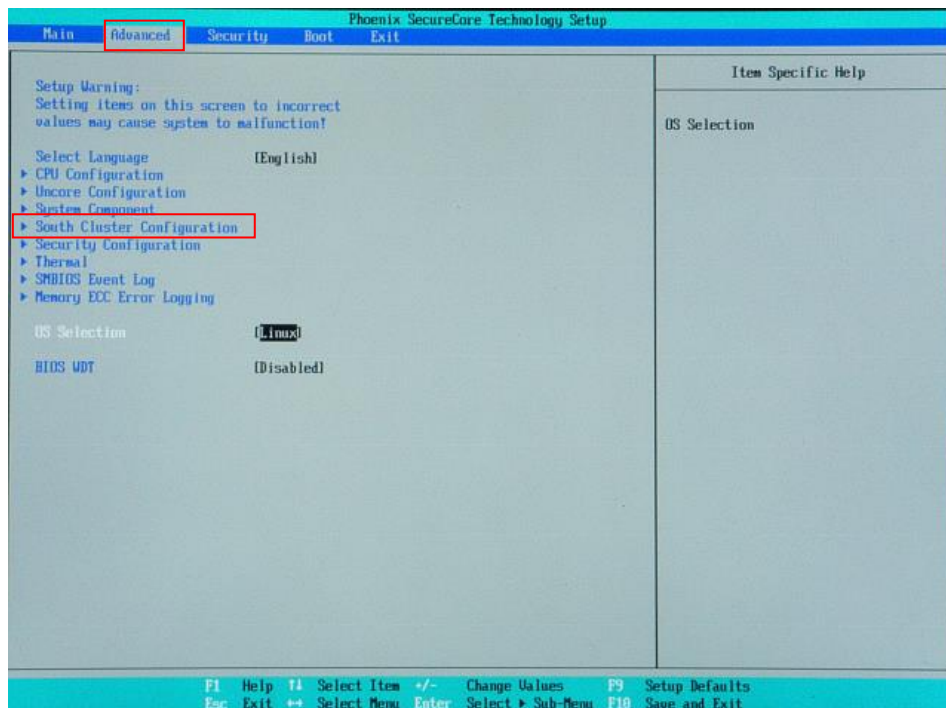 Phoenix SecureCore Technology Setup
Main Advanced Security Boot Exit
Item Specific Help
Setup Warning:
Setting items on this screen to incorrect
values may cause system to malfunction!
OS Selection
Select Language [English]
CPU Configuration
Uncore Configuration
System Component
South Cluster Configuration
Security Configuration
Thermal
SMBIOS Event Log
Memory ECC Error Logging
OS Selection [Linux]
BIOS WDT [Disabled]
F1 Help ↑↓ Select Item +/- Change Values F9 Setup Defaults
Esc Exit ↔ Select Menu Enter Select ▶ Sub-Menu F10 Save and Exit